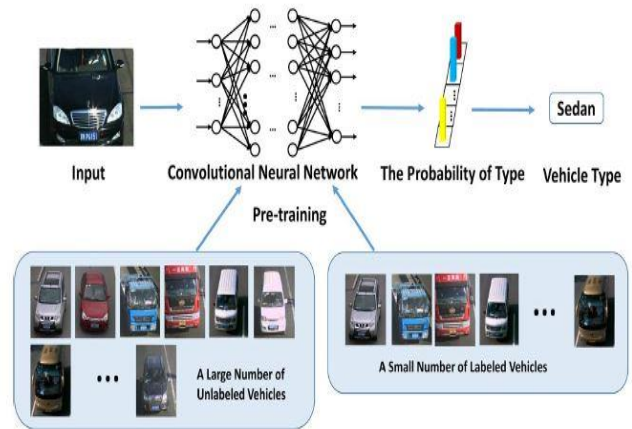 Sedan
Input
Convolutional Neural Network
The Probability of Type
Vehicle Type
Pre-training
A Large Number of
Unlabeled Vehicles
A Small Number of Labeled Vehicles